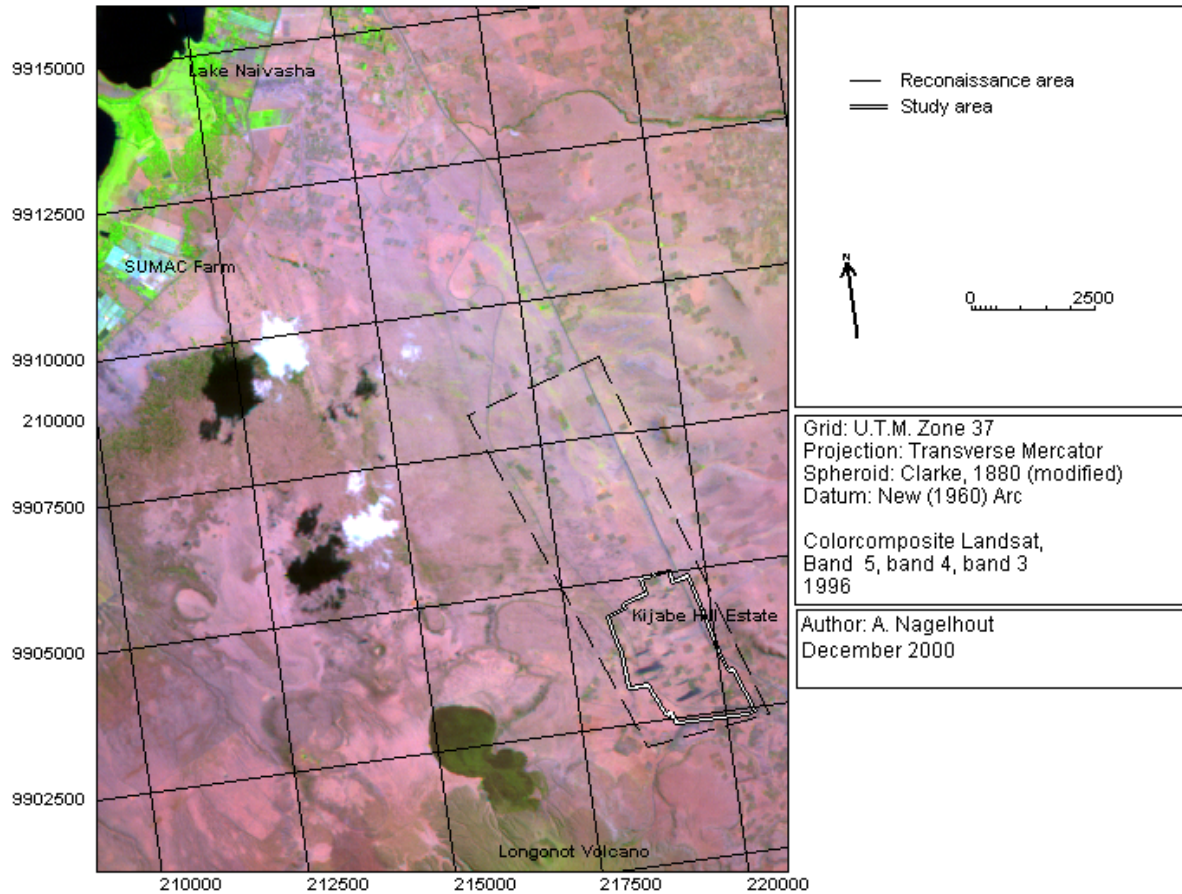 9915000
9912500
9910000
210000
9907500
9905000
9902500
210000
212500
215000
217500
220000
Lake Naivasha
SUMAC Farm
Kijabe Hill Estate
Longonot Volcano
Reconaissance area
Study area
N
0 2500
Grid: U.T.M. Zone 37
Projection: Transverse Mercator
Spheroid: Clarke, 1880 (modified)
Datum: New (1960) Arc
Colorcomposite Landsat,
Band 5, band 4, band 3
1996
Author: A. Nagelhout
December 2000